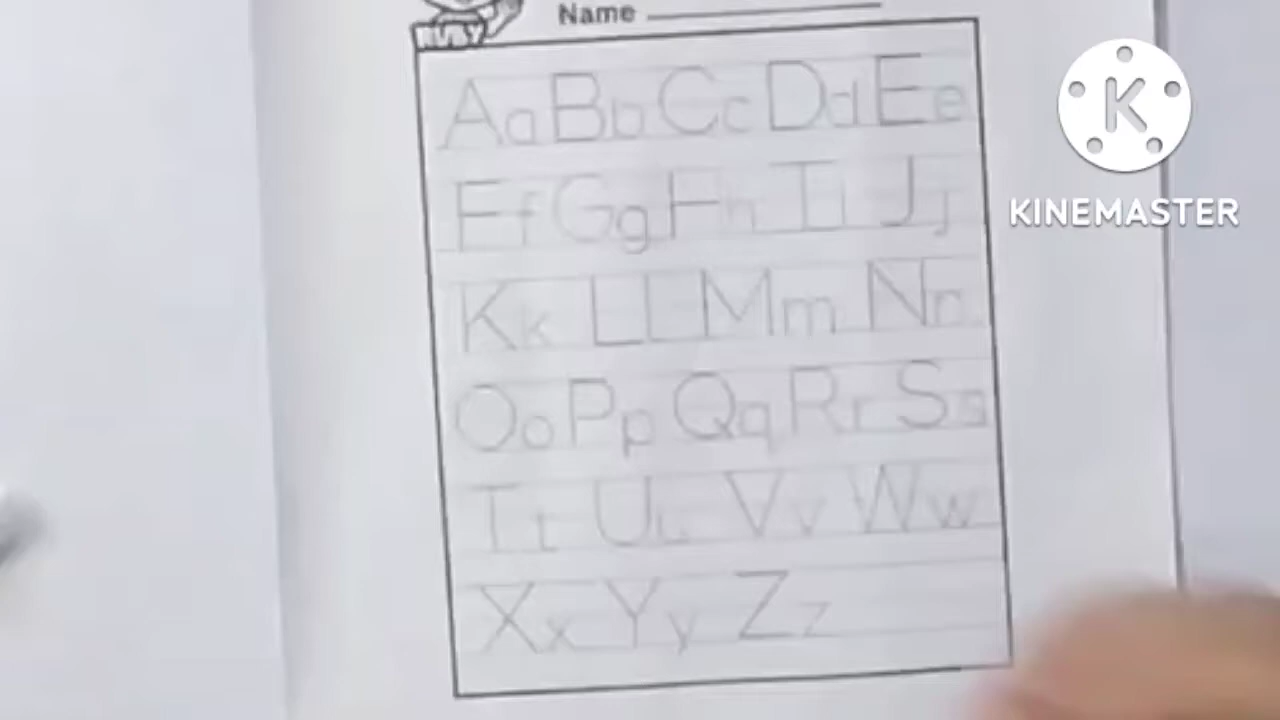 RUBY
Name
Aa Bb Cc Dd Ee
Ff Gg Hh Ii Jj
Kk Ll Mm Nn
Oo Pp Qq Rr Ss
Tt Uu Vv Ww
Xx Yy Zz
K
KINEMASTER